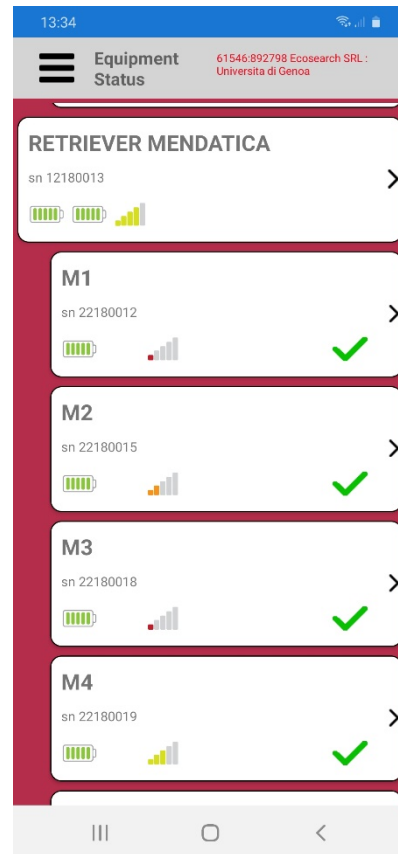 13:34
Equipment
Status
61546:892798 Ecosearch SRL :
Universita di Genoa
RETRIEVER MENDATICA
sn 12180013
M1
sn 22180012
M2
sn 22180015
M3
sn 22180018
M4
sn 22180019